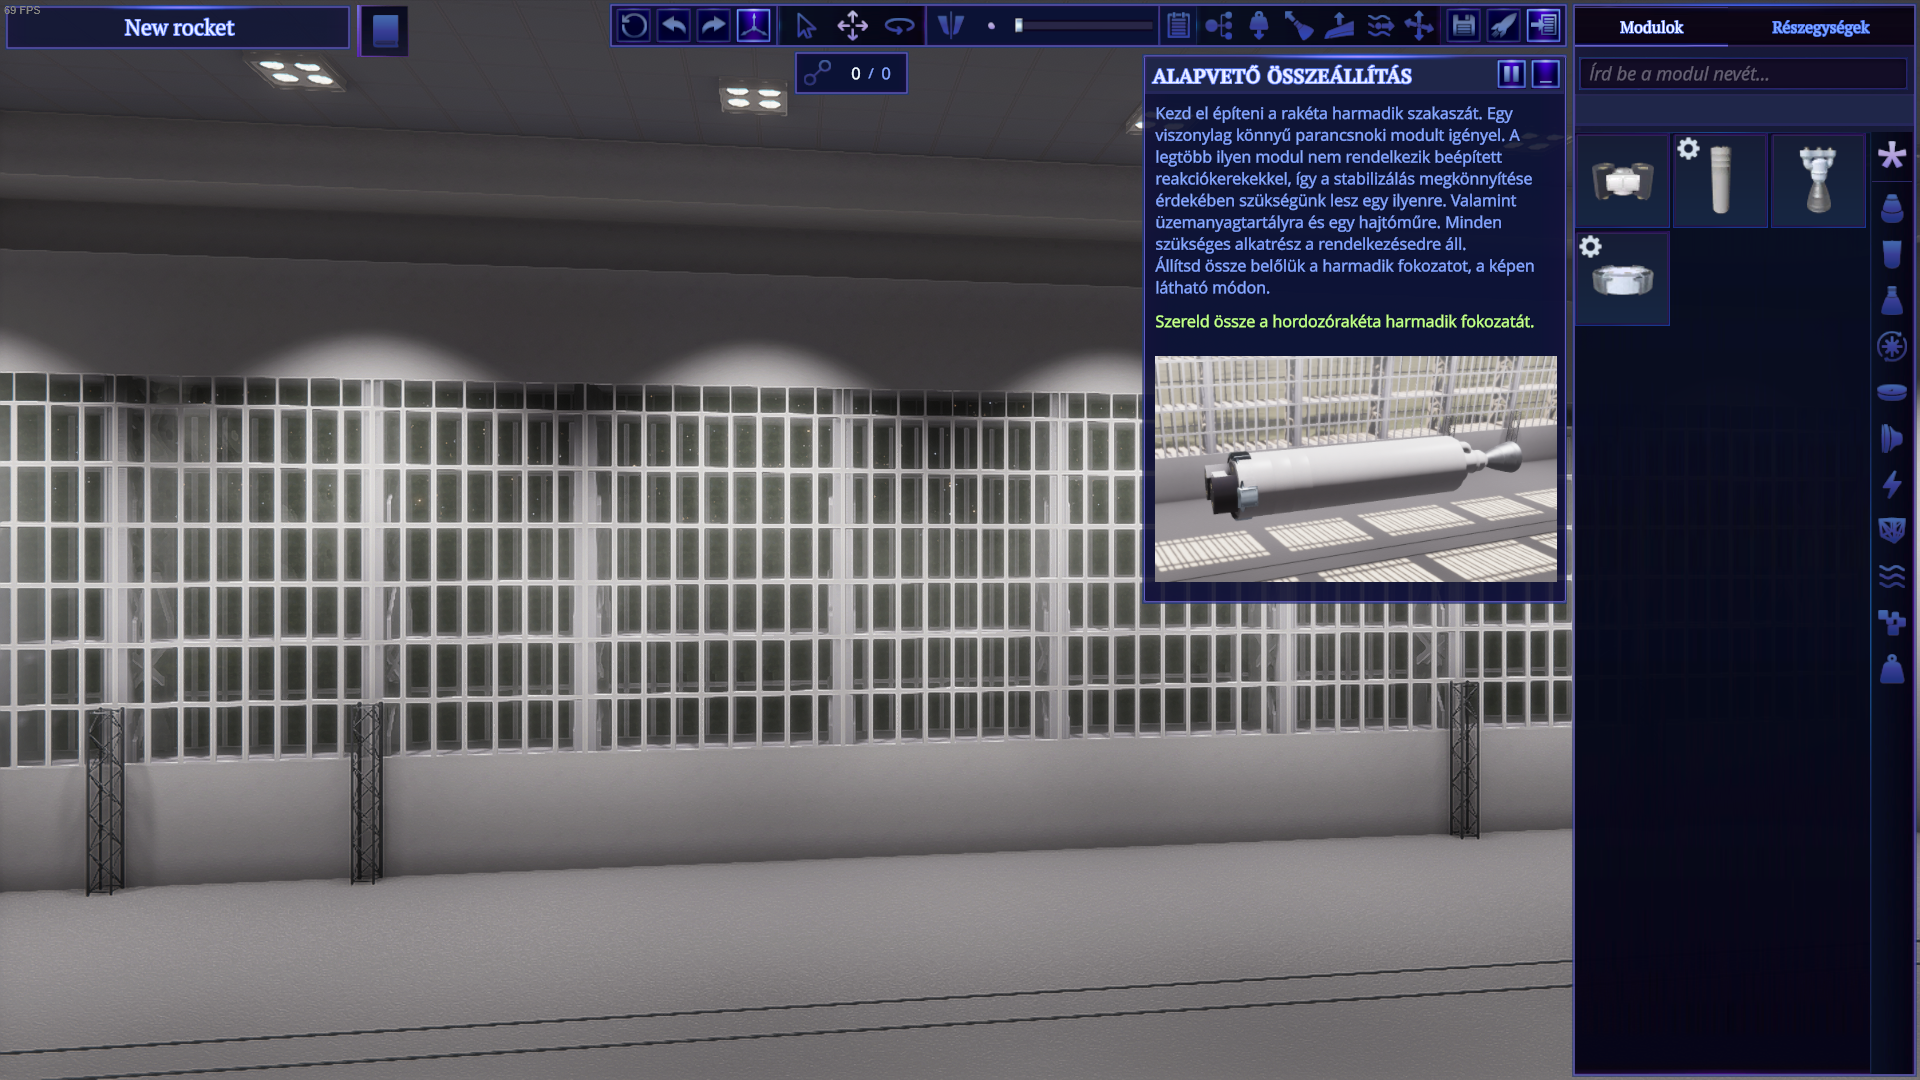 69 FPS
New rocket
0 / 0
ALAPVETŐ ÖSSZEÁLLÍTÁS
Kezd el építeni a rakéta harmadik szakaszát. Egy
viszonylag könnyű parancsnoki modult igényel. A
legtöbb ilyen modul nem rendelkezik beépített
reakciókerekekkel, így a stabilizálás megkönnyítése
érdekében szükségünk lesz egy ilyenre. Valamint
üzemanyagtartályra és egy hajtóműre. Minden
szükséges alkatrész a rendelkezésedre áll.
Állítsd össze belőlük a harmadik fokozatot, a képen
látható módon.
Szereld össze a hordozórakéta harmadik fokozatát.
Modulok
Részegységek
Írd be a modul nevét...